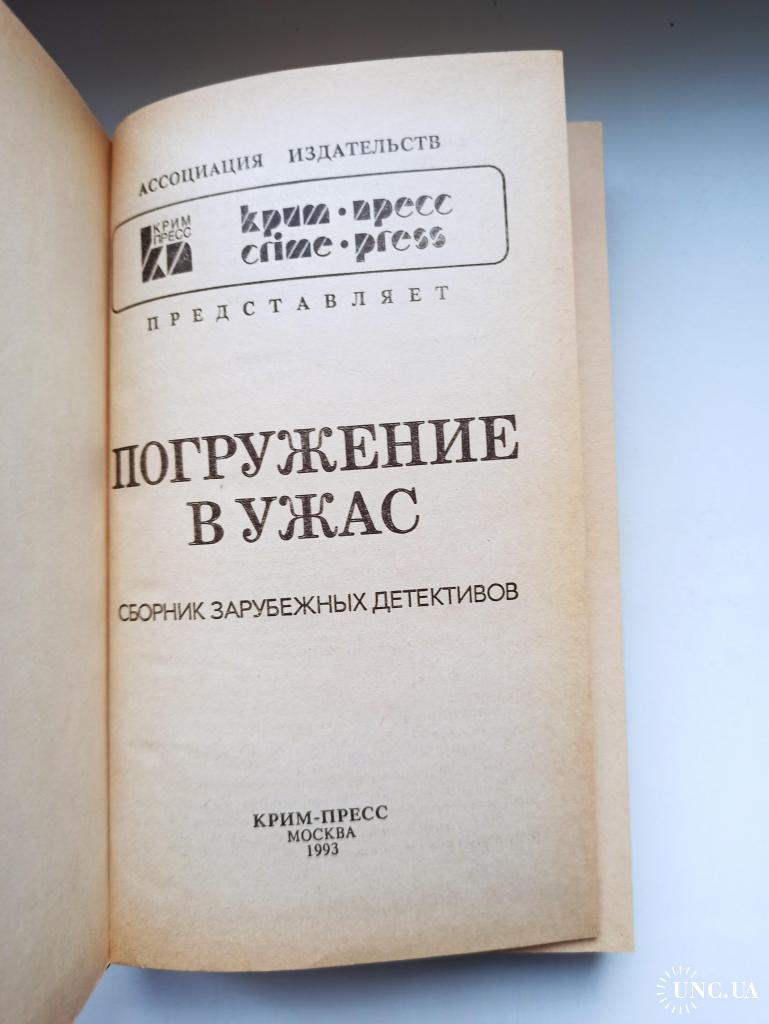 АССОЦИАЦИЯ ИЗДАТЕЛЬСТВ
КРИМ
ПРЕСС
КП
крим·пресс
crime·press
ПРЕДСТАВЛЯЕТ
ПОГРУЖЕНИЕ
В УЖАС
СБОРНИК ЗАРУБЕЖНЫХ ДЕТЕКТИВОВ
КРИМ-ПРЕСС
МОСКВА
1993
UNC.UA